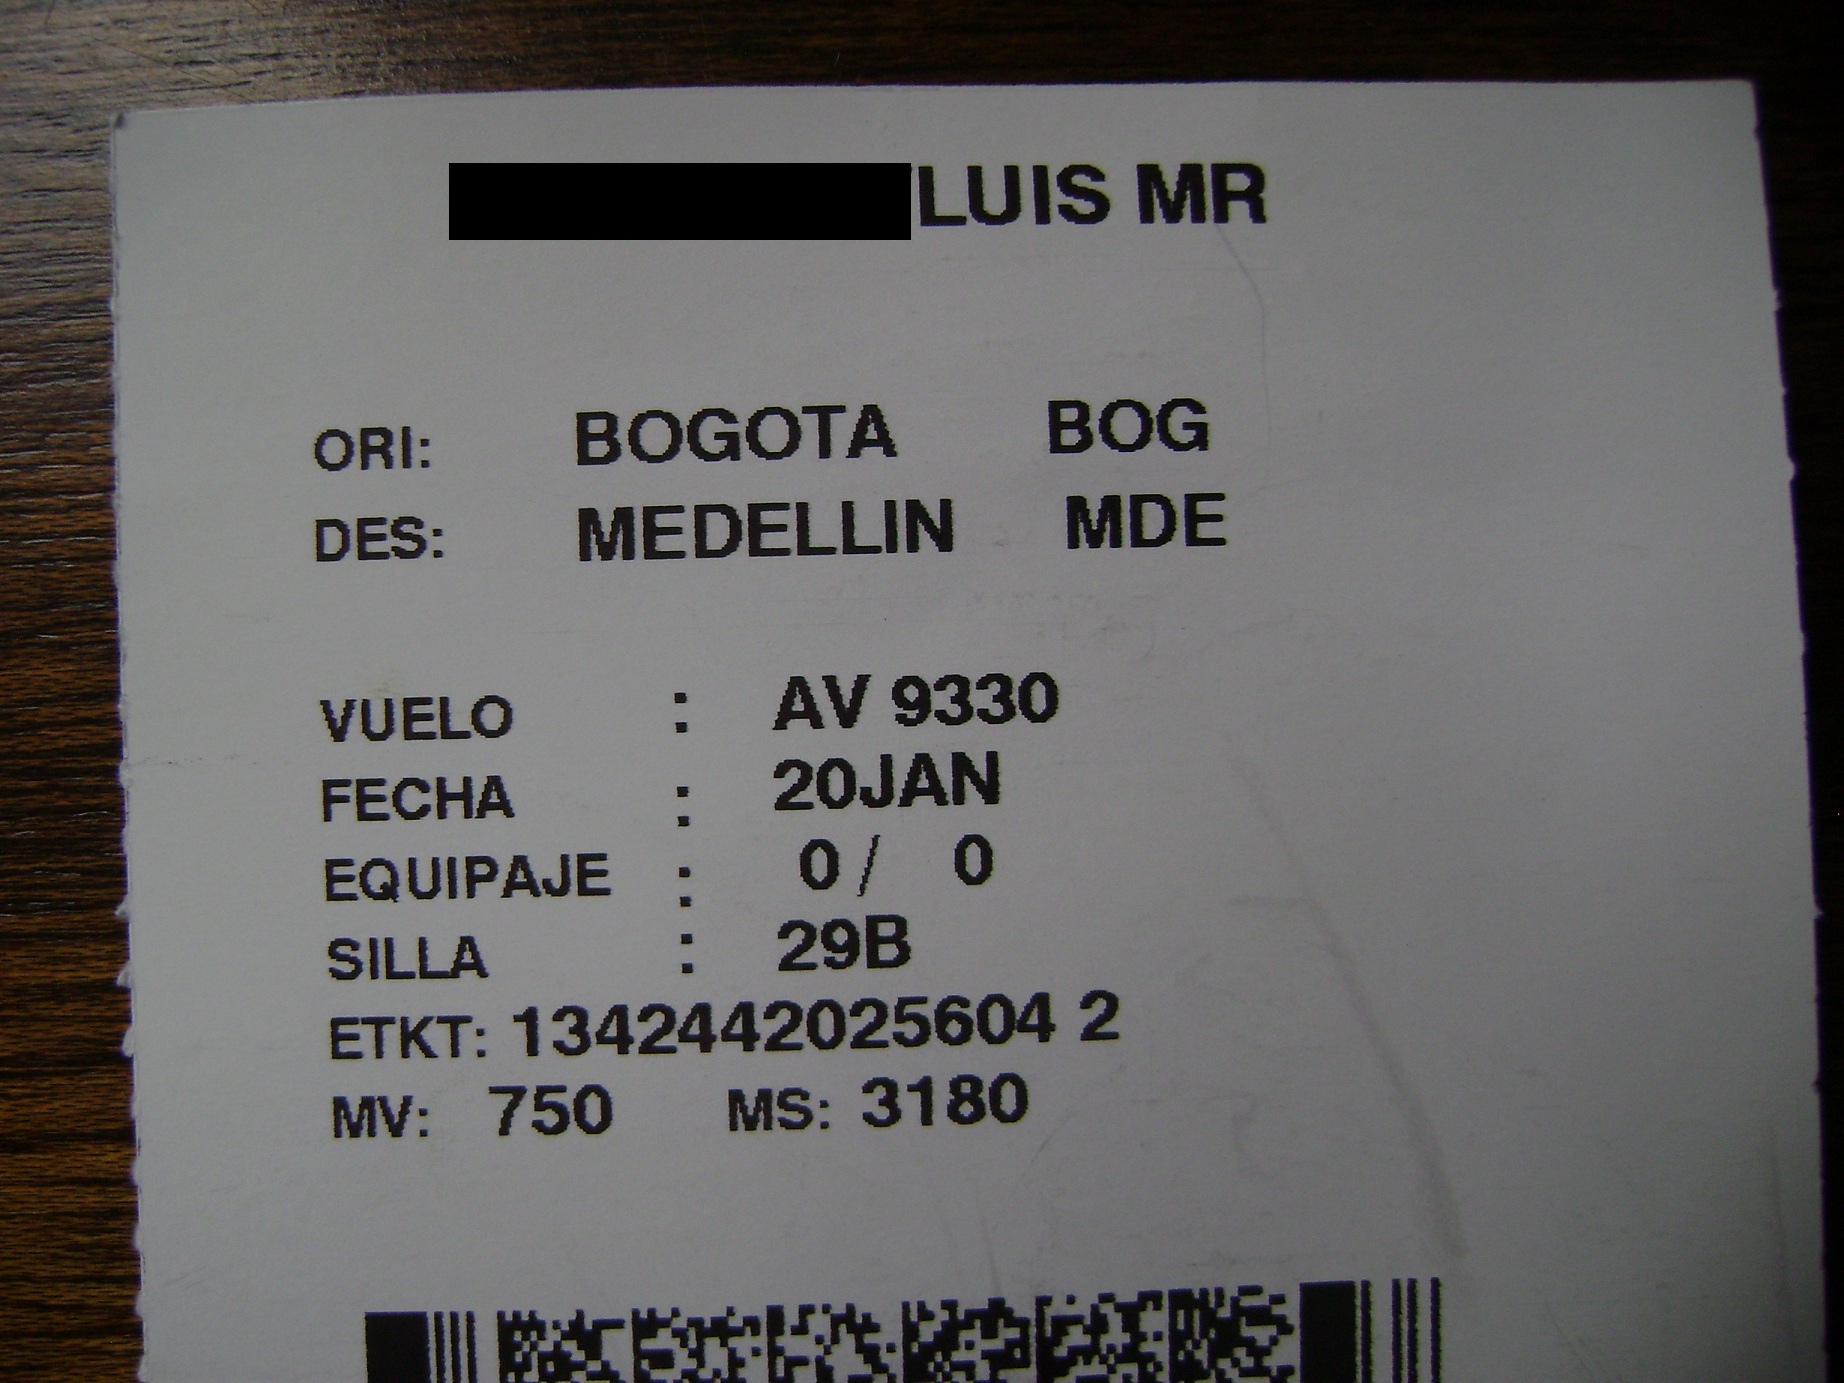 /LUIS MR
ORI: BOGOTA BOG
DES: MEDELLIN MDE
VUELO : AV 9330
FECHA : 20JAN
EQUIPAJE : 0/ 0
SILLA : 29B
ETKT: 1342442025604 2
MV: 750 MS: 3180